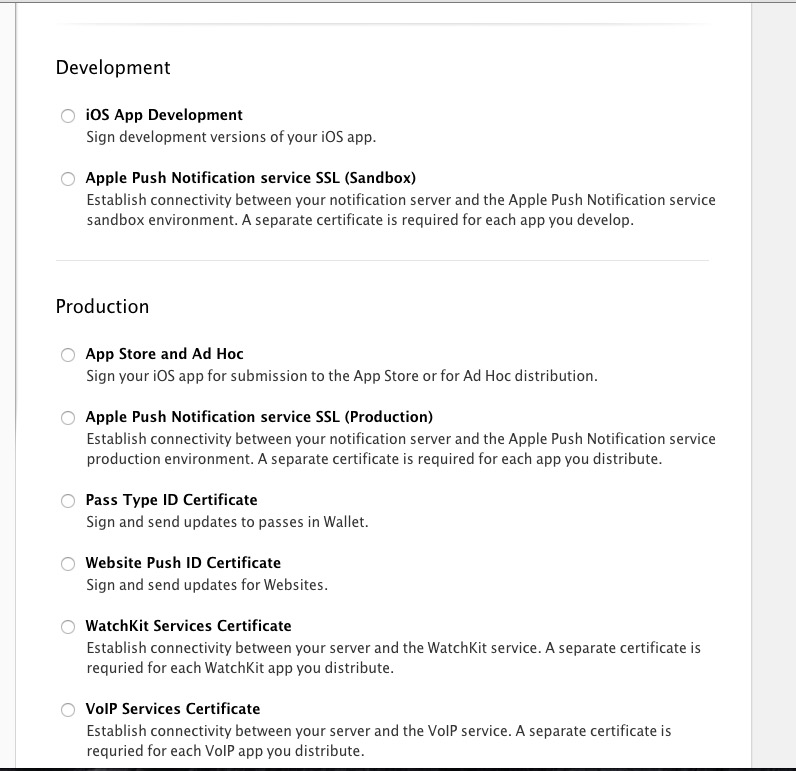 Development
iOS App Development
Sign development versions of your iOS app.
Apple Push Notification service SSL (Sandbox)
Establish connectivity between your notification server and the Apple Push Notification service
sandbox environment. A separate certificate is required for each app you develop.
Production
App Store and Ad Hoc
Sign your iOS app for submission to the App Store or for Ad Hoc distribution.
Apple Push Notification service SSL (Production)
Establish connectivity between your notification server and the Apple Push Notification service
production environment. A separate certificate is required for each app you distribute.
Pass Type ID Certificate
Sign and send updates to passes in Wallet.
Website Push ID Certificate
Sign and send updates for Websites.
WatchKit Services Certificate
Establish connectivity between your server and the WatchKit service. A separate certificate is
requried for each WatchKit app you distribute.
VoIP Services Certificate
Establish connectivity between your server and the VoIP service. A separate certificate is
requried for each VoIP app you distribute.